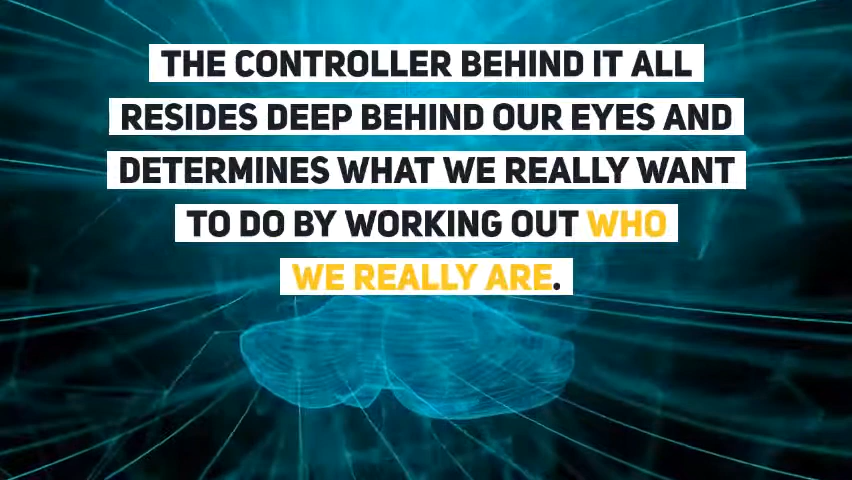 THE CONTROLLER BEHIND IT ALL
RESIDES DEEP BEHIND OUR EYES AND
DETERMINES WHAT WE REALLY WANT
TO DO BY WORKING OUT WHO
WE REALLY ARE.